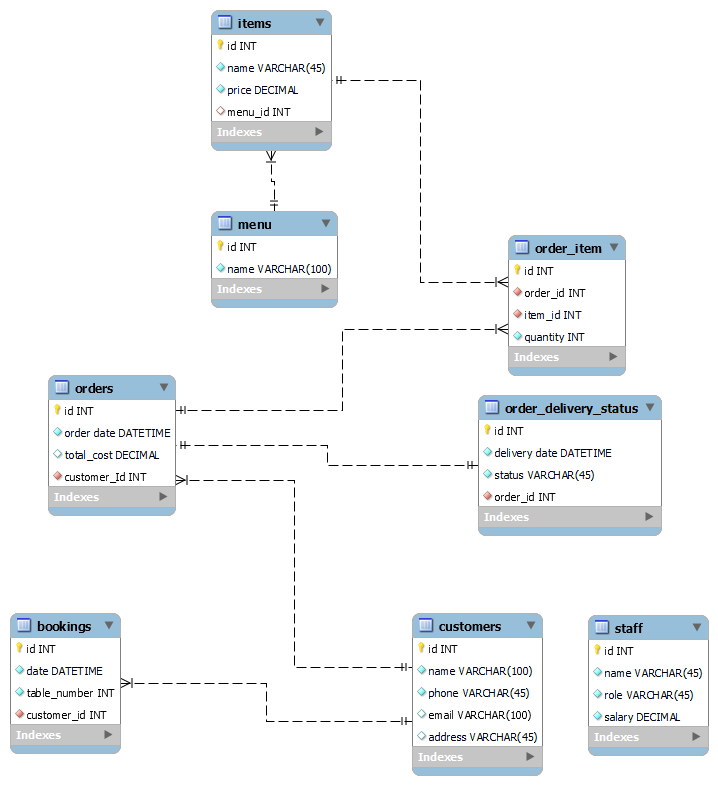 items
id INT
name VARCHAR(45)
price DECIMAL
menu_id INT
Indexes
menu
id INT
name VARCHAR(100)
Indexes
order_item
id INT
order_id INT
item_id INT
quantity INT
Indexes
orders
id INT
order date DATETIME
total_cost DECIMAL
customer_Id INT
Indexes
order_delivery_status
id INT
delivery date DATETIME
status VARCHAR(45)
order_id INT
Indexes
bookings
id INT
date DATETIME
table_number INT
customer_id INT
Indexes
customers
id INT
name VARCHAR(100)
phone VARCHAR(45)
email VARCHAR(100)
address VARCHAR(45)
Indexes
staff
id INT
name VARCHAR(45)
role VARCHAR(45)
salary DECIMAL
Indexes